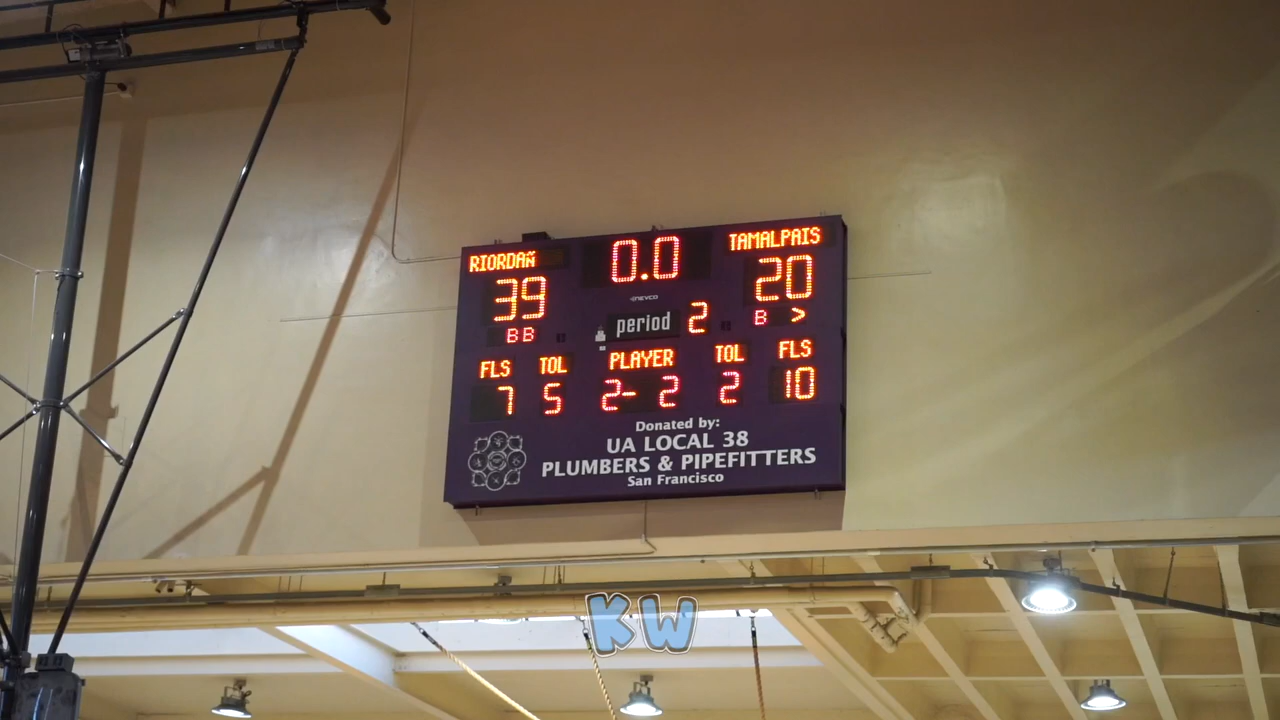 RIORDAN 0.0 TAMALPAIS
39 20
NEVCO
BB period 2 B >
FLS TOL PLAYER TOL FLS
7 5 2- 2 2 10
Donated by:
UA LOCAL 38
PLUMBERS & PIPEFITTERS
San Francisco
KW